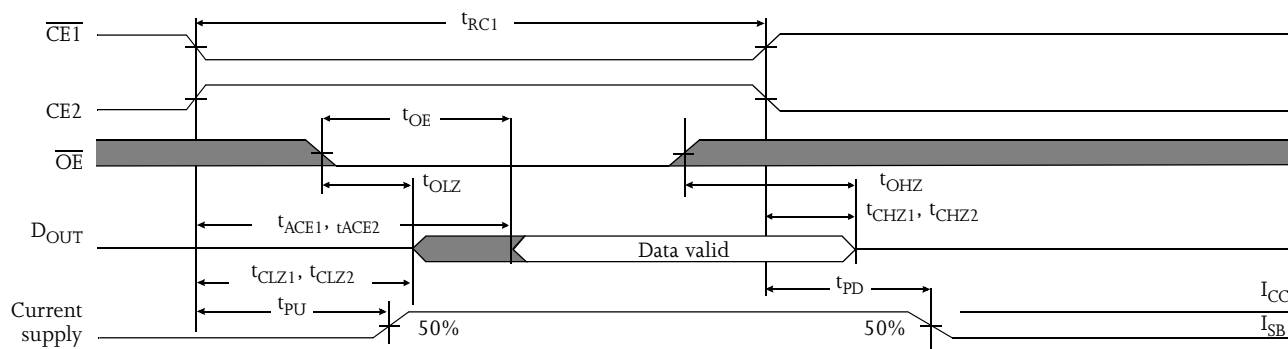 tRC1
CE1
CE2
tOE
OE
tOLZ
tOHZ
tCHZ1, tCHZ2
tACE1, tACE2
DOUT
Data valid
tCLZ1, tCLZ2
tPU
tPD
ICC
Current
supply
50%
50%
ISB